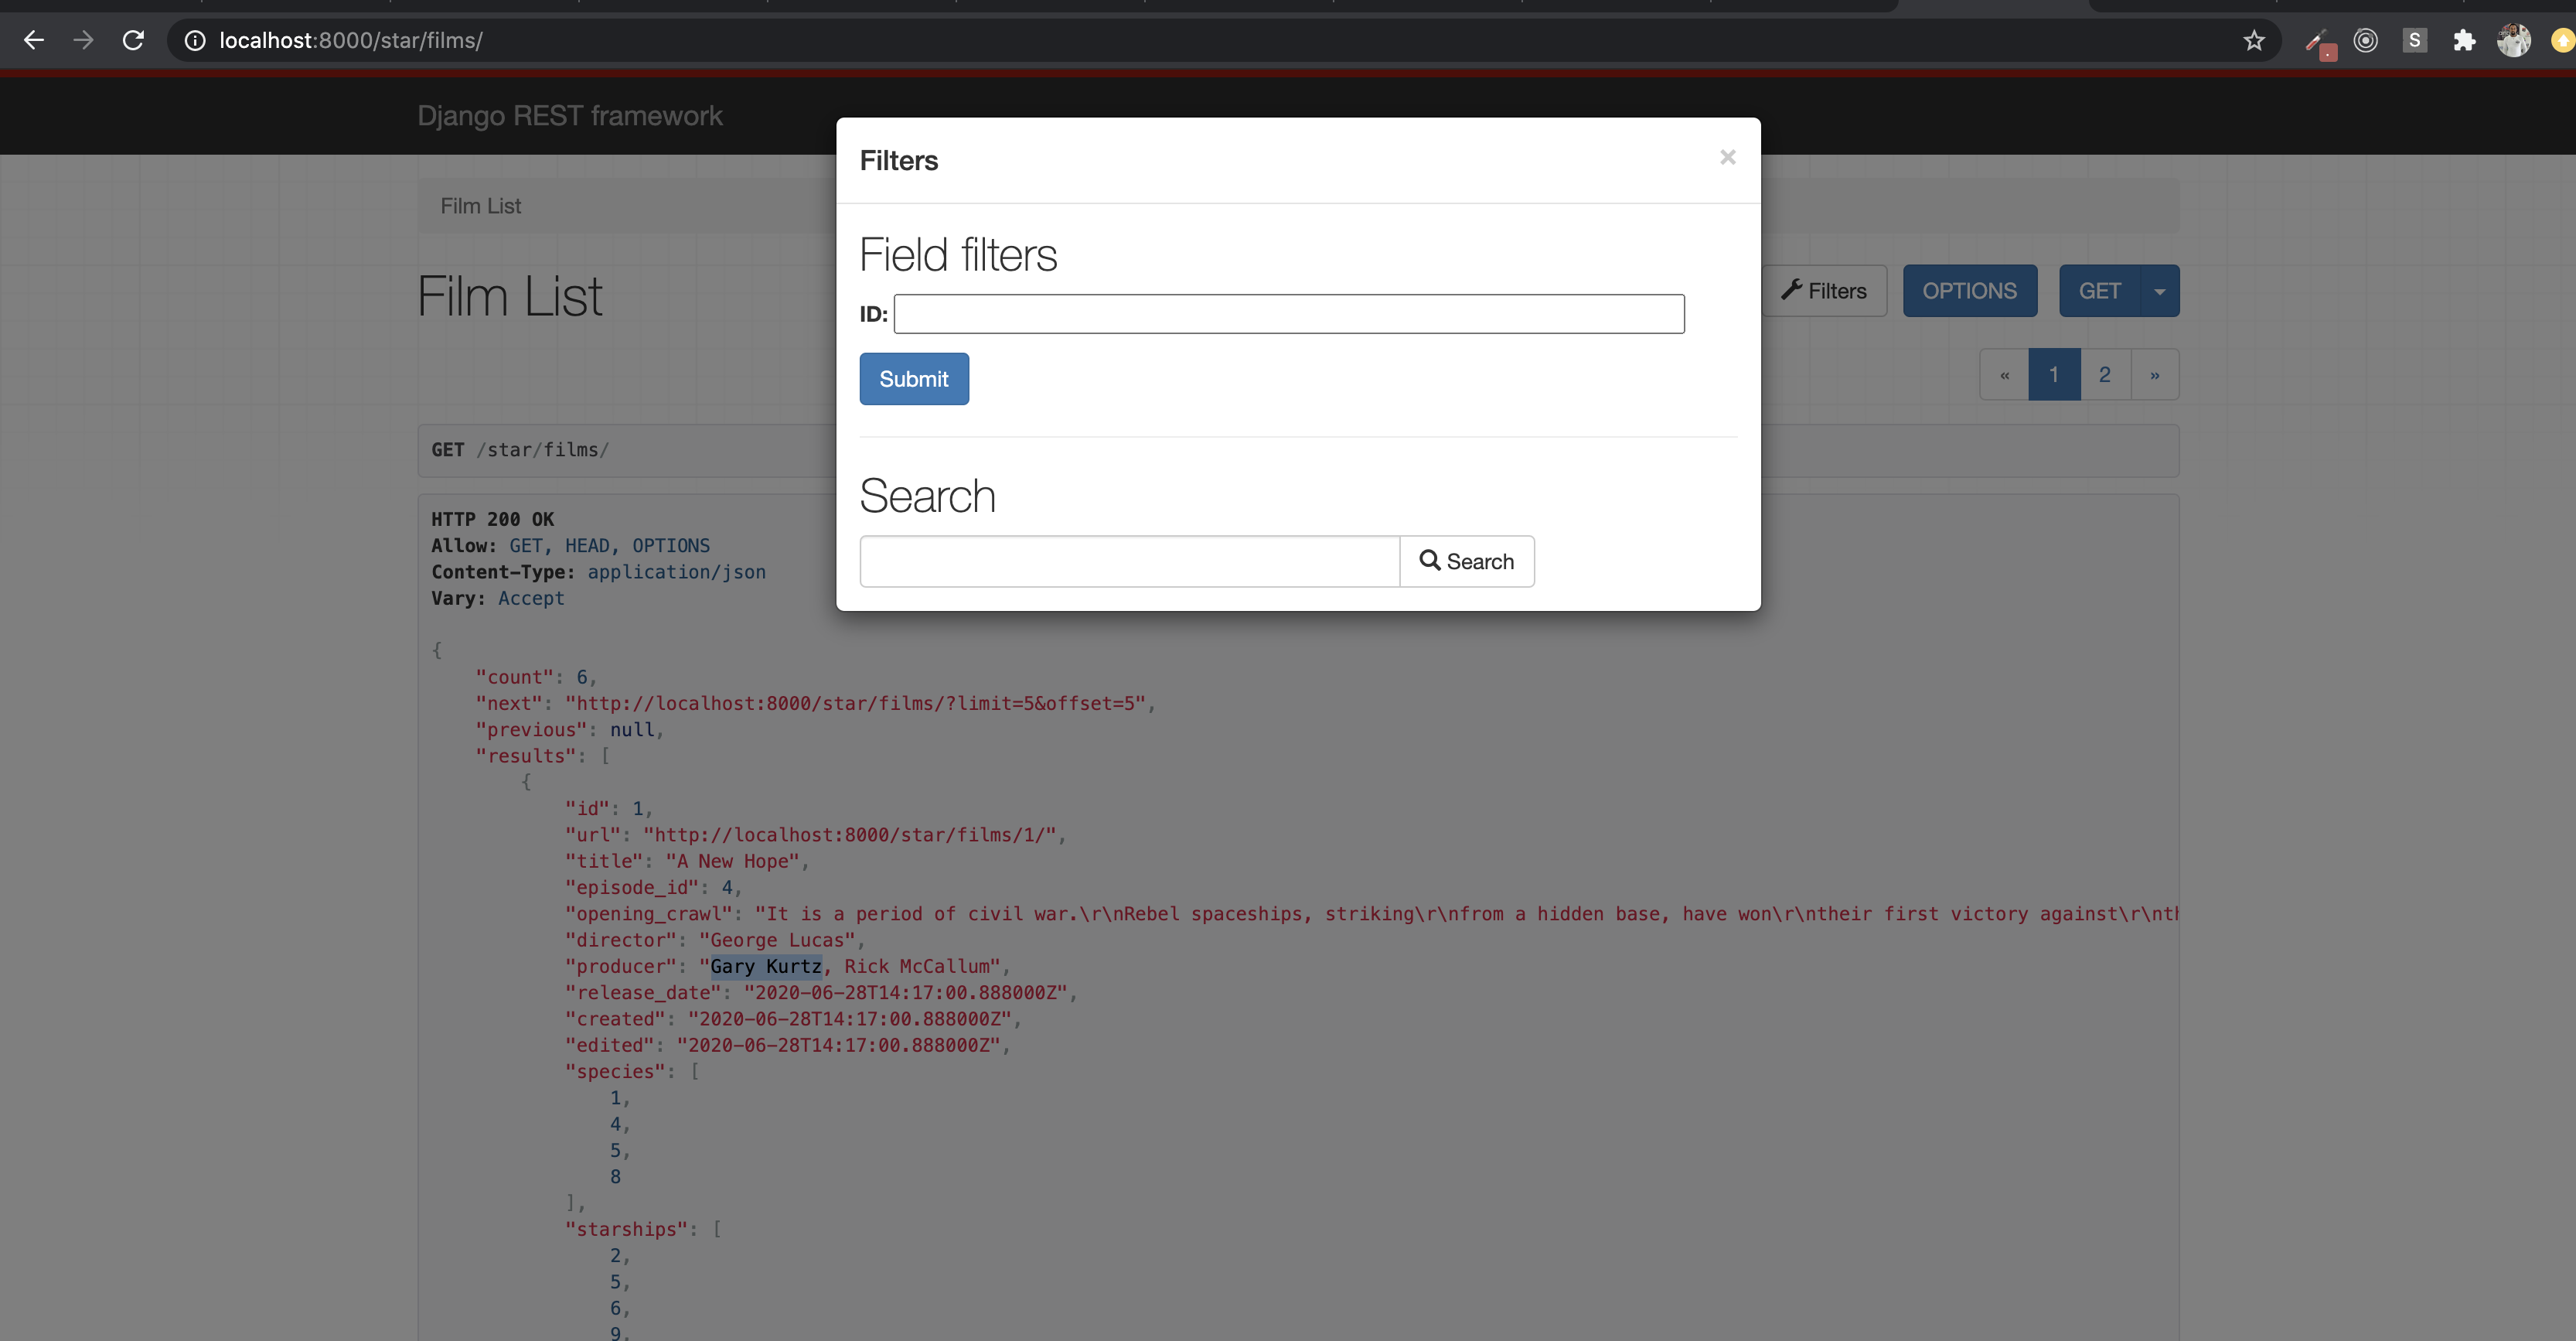 localhost:8000/star/films/
S
Django REST framework
Filters
×
Film List
Field filters
Film List
Filters
OPTIONS
GET
ID:
Submit
« 1 2 »
GET /star/films/
Search
Search
HTTP 200 OK
Allow: GET, HEAD, OPTIONS
Content-Type: application/json
Vary: Accept
{
"count": 6,
"next": "http://localhost:8000/star/films/?limit=5&offset=5",
"previous": null,
"results": [
{
"id": 1,
"url": "http://localhost:8000/star/films/1/",
"title": "A New Hope",
"episode_id": 4,
"opening_crawl": "It is a period of civil war.\r\nRebel spaceships, striking\r\nfrom a hidden base, have won\r\ntheir first victory against\r\nth
"director": "George Lucas",
"producer": "Gary Kurtz, Rick McCallum",
"release_date": "2020-06-28T14:17:00.888000Z",
"created": "2020-06-28T14:17:00.888000Z",
"edited": "2020-06-28T14:17:00.888000Z",
"species": [
1,
4,
5,
8
],
"starships": [
2,
5,
6,
9,